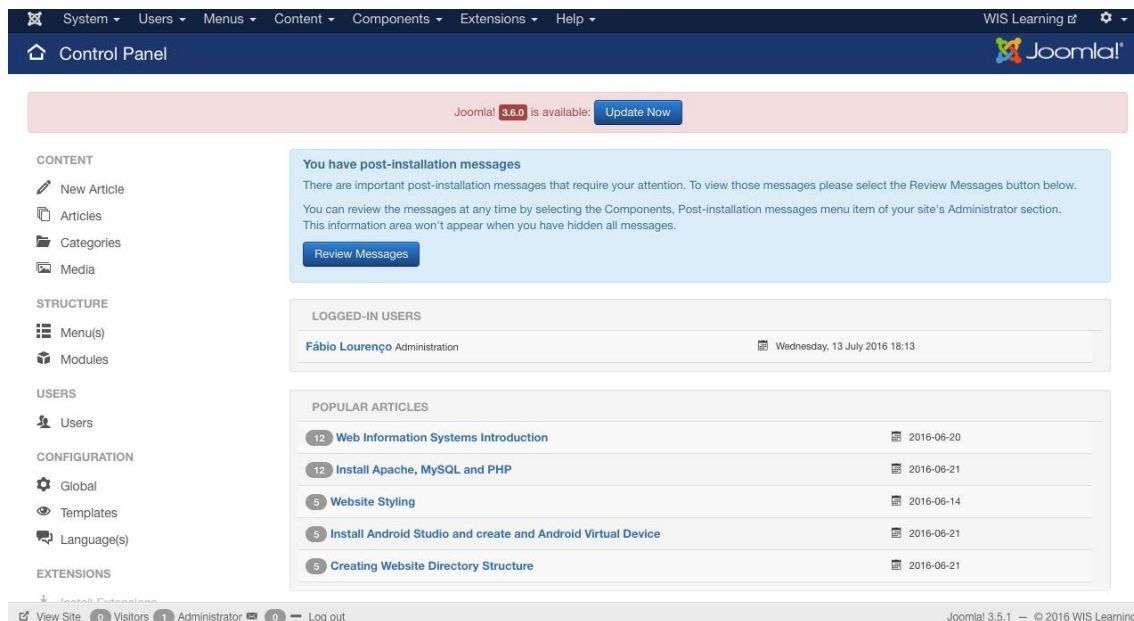 System Users Menus Content Components Extensions Help WIS Learning
Control Panel Joomla!
Joomla! 3.6.0 is available: Update Now
CONTENT
New Article
Articles
Categories
Media
STRUCTURE
Menu(s)
Modules
USERS
Users
CONFIGURATION
Global
Templates
Language(s)
EXTENSIONS
Install Extensions
You have post-installation messages
There are important post-installation messages that require your attention. To view those messages please select the Review Messages button below.
You can review the messages at any time by selecting the Components, Post-installation messages menu item of your site's Administrator section.
This information area won't appear when you have hidden all messages.
Review Messages
LOGGED-IN USERS
Fábio Lourenço Administration Wednesday, 13 July 2016 18:13
POPULAR ARTICLES
12 Web Information Systems Introduction 2016-06-20
12 Install Apache, MySQL and PHP 2016-06-21
5 Website Styling 2016-06-14
5 Install Android Studio and create and Android Virtual Device 2016-06-21
5 Creating Website Directory Structure 2016-06-21
View Site 0 Visitors 1 Administrator 0 Log out Joomla! 3.5.1 — © 2016 WIS Learning